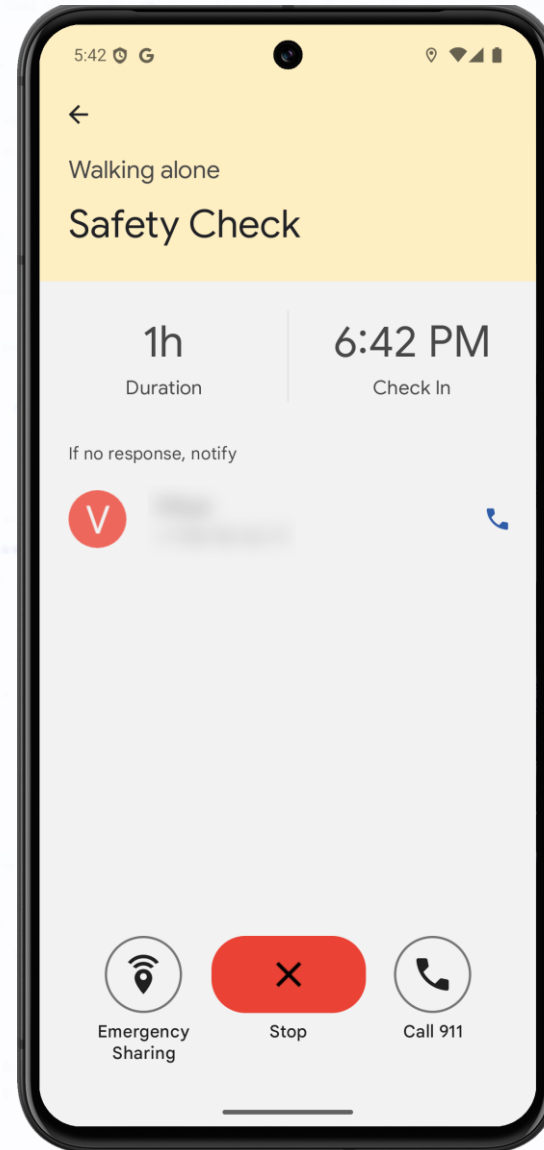 5:42 G
Walking alone
Safety Check
1h
Duration
6:42 PM
Check In
If no response, notify
V
Emergency
Sharing
Stop
Call 911